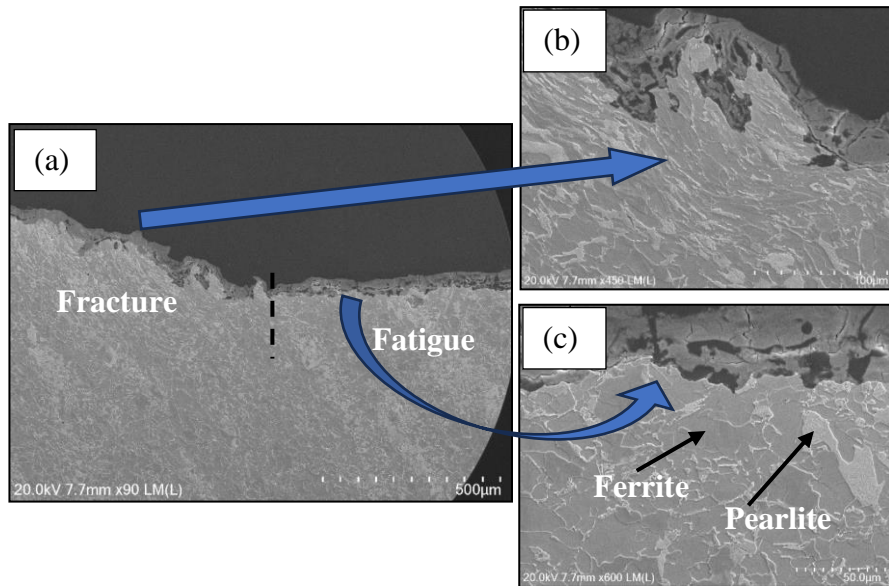 (a)
Fracture
Fatigue
20.0kV 7.7mm x90 LM(L)
500µm
(b)
20.0kV 7.7mm x450 LM(L)
100µm
(c)
Ferrite
Pearlite
20.0kV 7.7mm x600 LM(L)
50.0µm